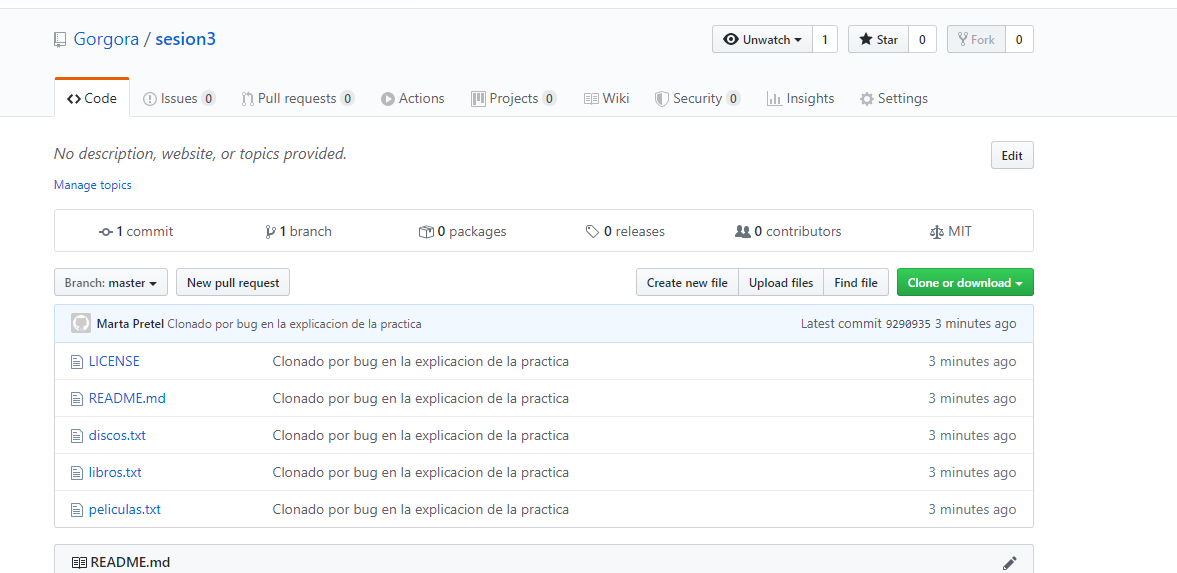 Gorgora / sesion3
Unwatch 1 Star 0 Fork 0
Code Issues 0 Pull requests 0 Actions Projects 0 Wiki Security 0 Insights Settings
No description, website, or topics provided.
Edit
Manage topics
1 commit 1 branch 0 packages 0 releases 0 contributors MIT
Branch: master New pull request Create new file Upload files Find file Clone or download
Marta Pretel Clonado por bug en la explicacion de la practica Latest commit 9290935 3 minutes ago
LICENSE Clonado por bug en la explicacion de la practica 3 minutes ago
README.md Clonado por bug en la explicacion de la practica 3 minutes ago
discos.txt Clonado por bug en la explicacion de la practica 3 minutes ago
libros.txt Clonado por bug en la explicacion de la practica 3 minutes ago
peliculas.txt Clonado por bug en la explicacion de la practica 3 minutes ago
README.md